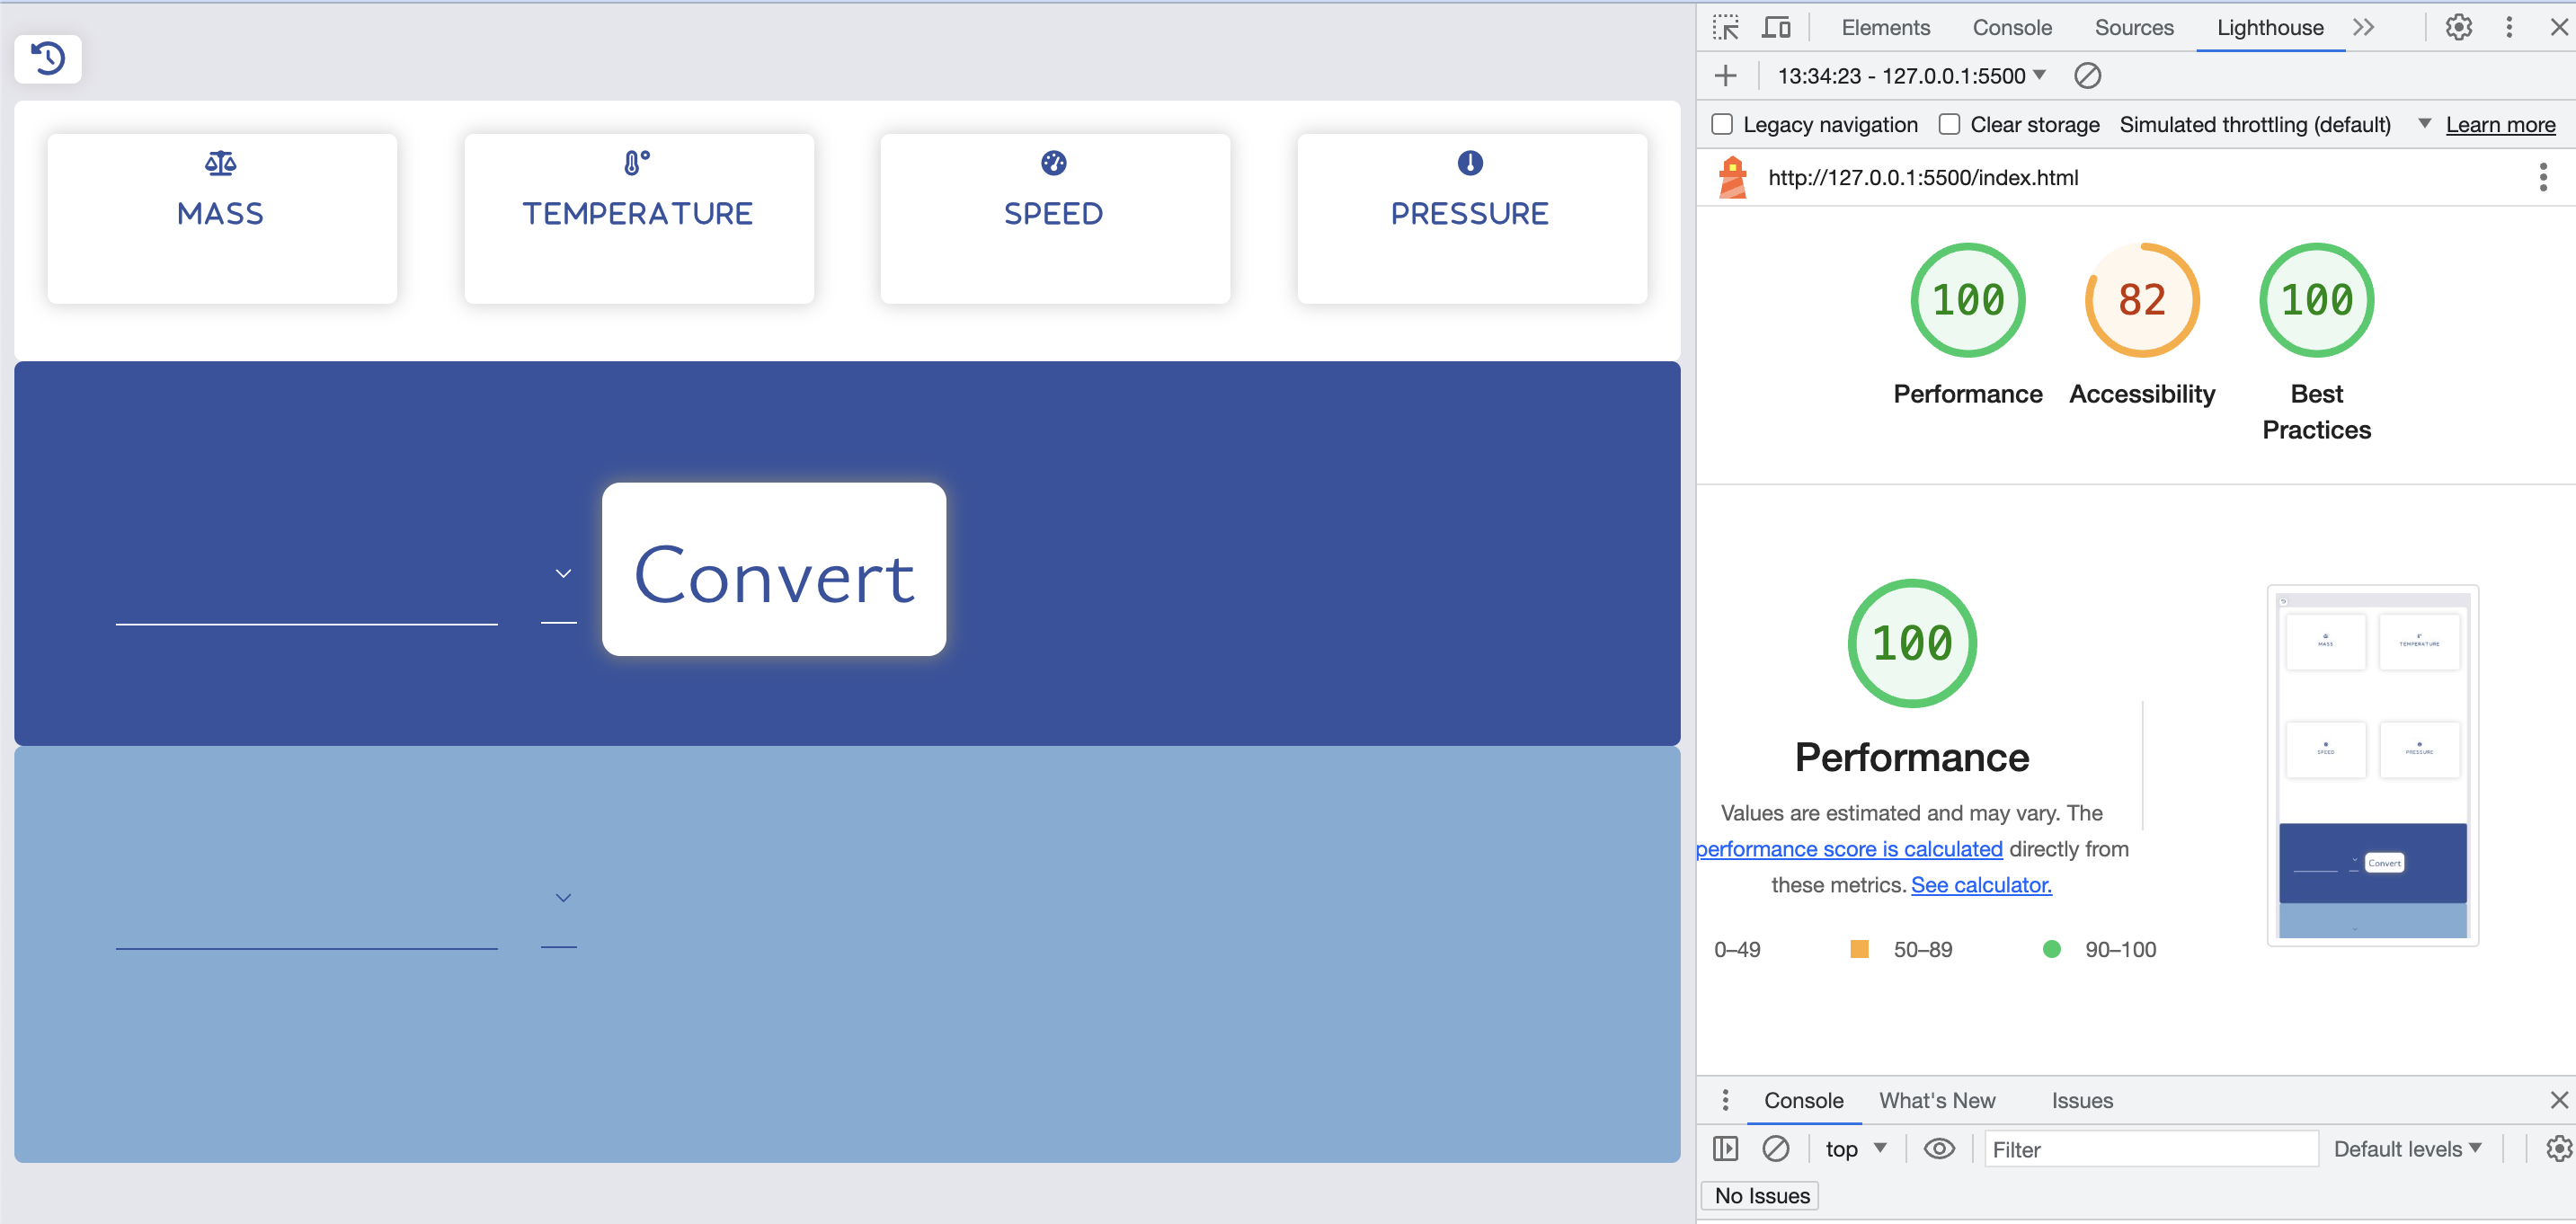 MASS
TEMPERATURE
SPEED
PRESSURE
Convert
Elements Console Sources Lighthouse
13:34:23 - 127.0.0.1:5500
Legacy navigation Clear storage Simulated throttling (default) Learn more
http://127.0.0.1:5500/index.html
100
82
100
Performance
Accessibility
Best
Practices
100
Performance
Values are estimated and may vary. The
performance score is calculated directly from
these metrics. See calculator.
0–49
50–89
90–100
MASS
TEMPERATURE
SPEED
PRESSURE
Convert
Console What's New Issues
top Filter Default levels
No Issues